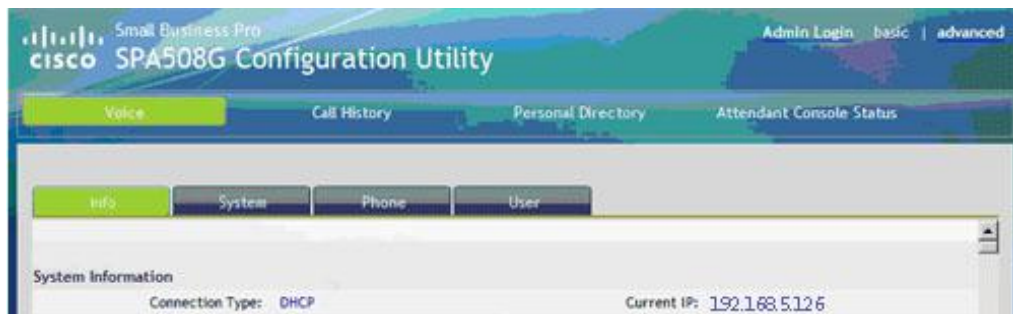 Small Business Pro
cisco SPA508G Configuration Utility
Admin Login basic | advanced
Voice Call History Personal Directory Attendant Console Status
Info System Phone User
System Information
Connection Type: DHCP Current IP: 192.168.5.126